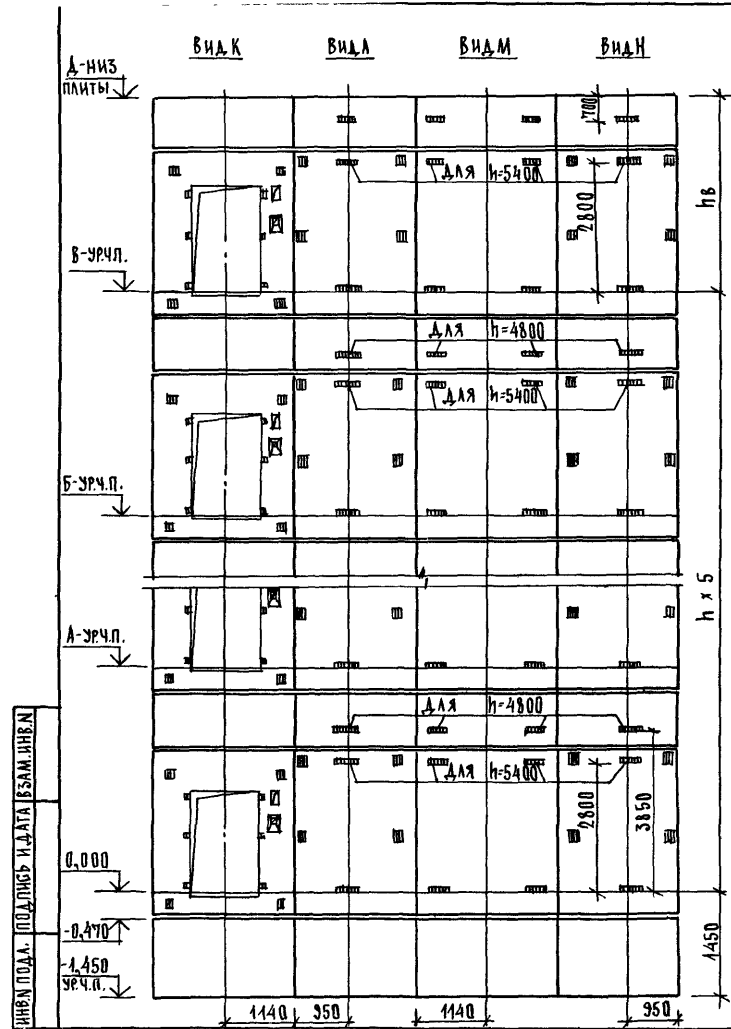 ВИД К ВИД Л ВИД М ВИД Н
Д-НИЗ
ПЛИТЫ
700
ДЛЯ h=5400
2800
hв
В-УР.Ч.П.
ДЛЯ h=4800
ДЛЯ h=5400
Б-УР.Ч.П.
h x 5
А-УР.Ч.П.
ДЛЯ h=4800
ДЛЯ h=5400
2800
3850
0,000
-0,470
-1,450
УР.Ч.П.
1450
1140 950 1140 950
ИНВ.N ПОДЛ.
ПОДПИСЬ И ДАТА
ВЗАМ. ИНВ.N